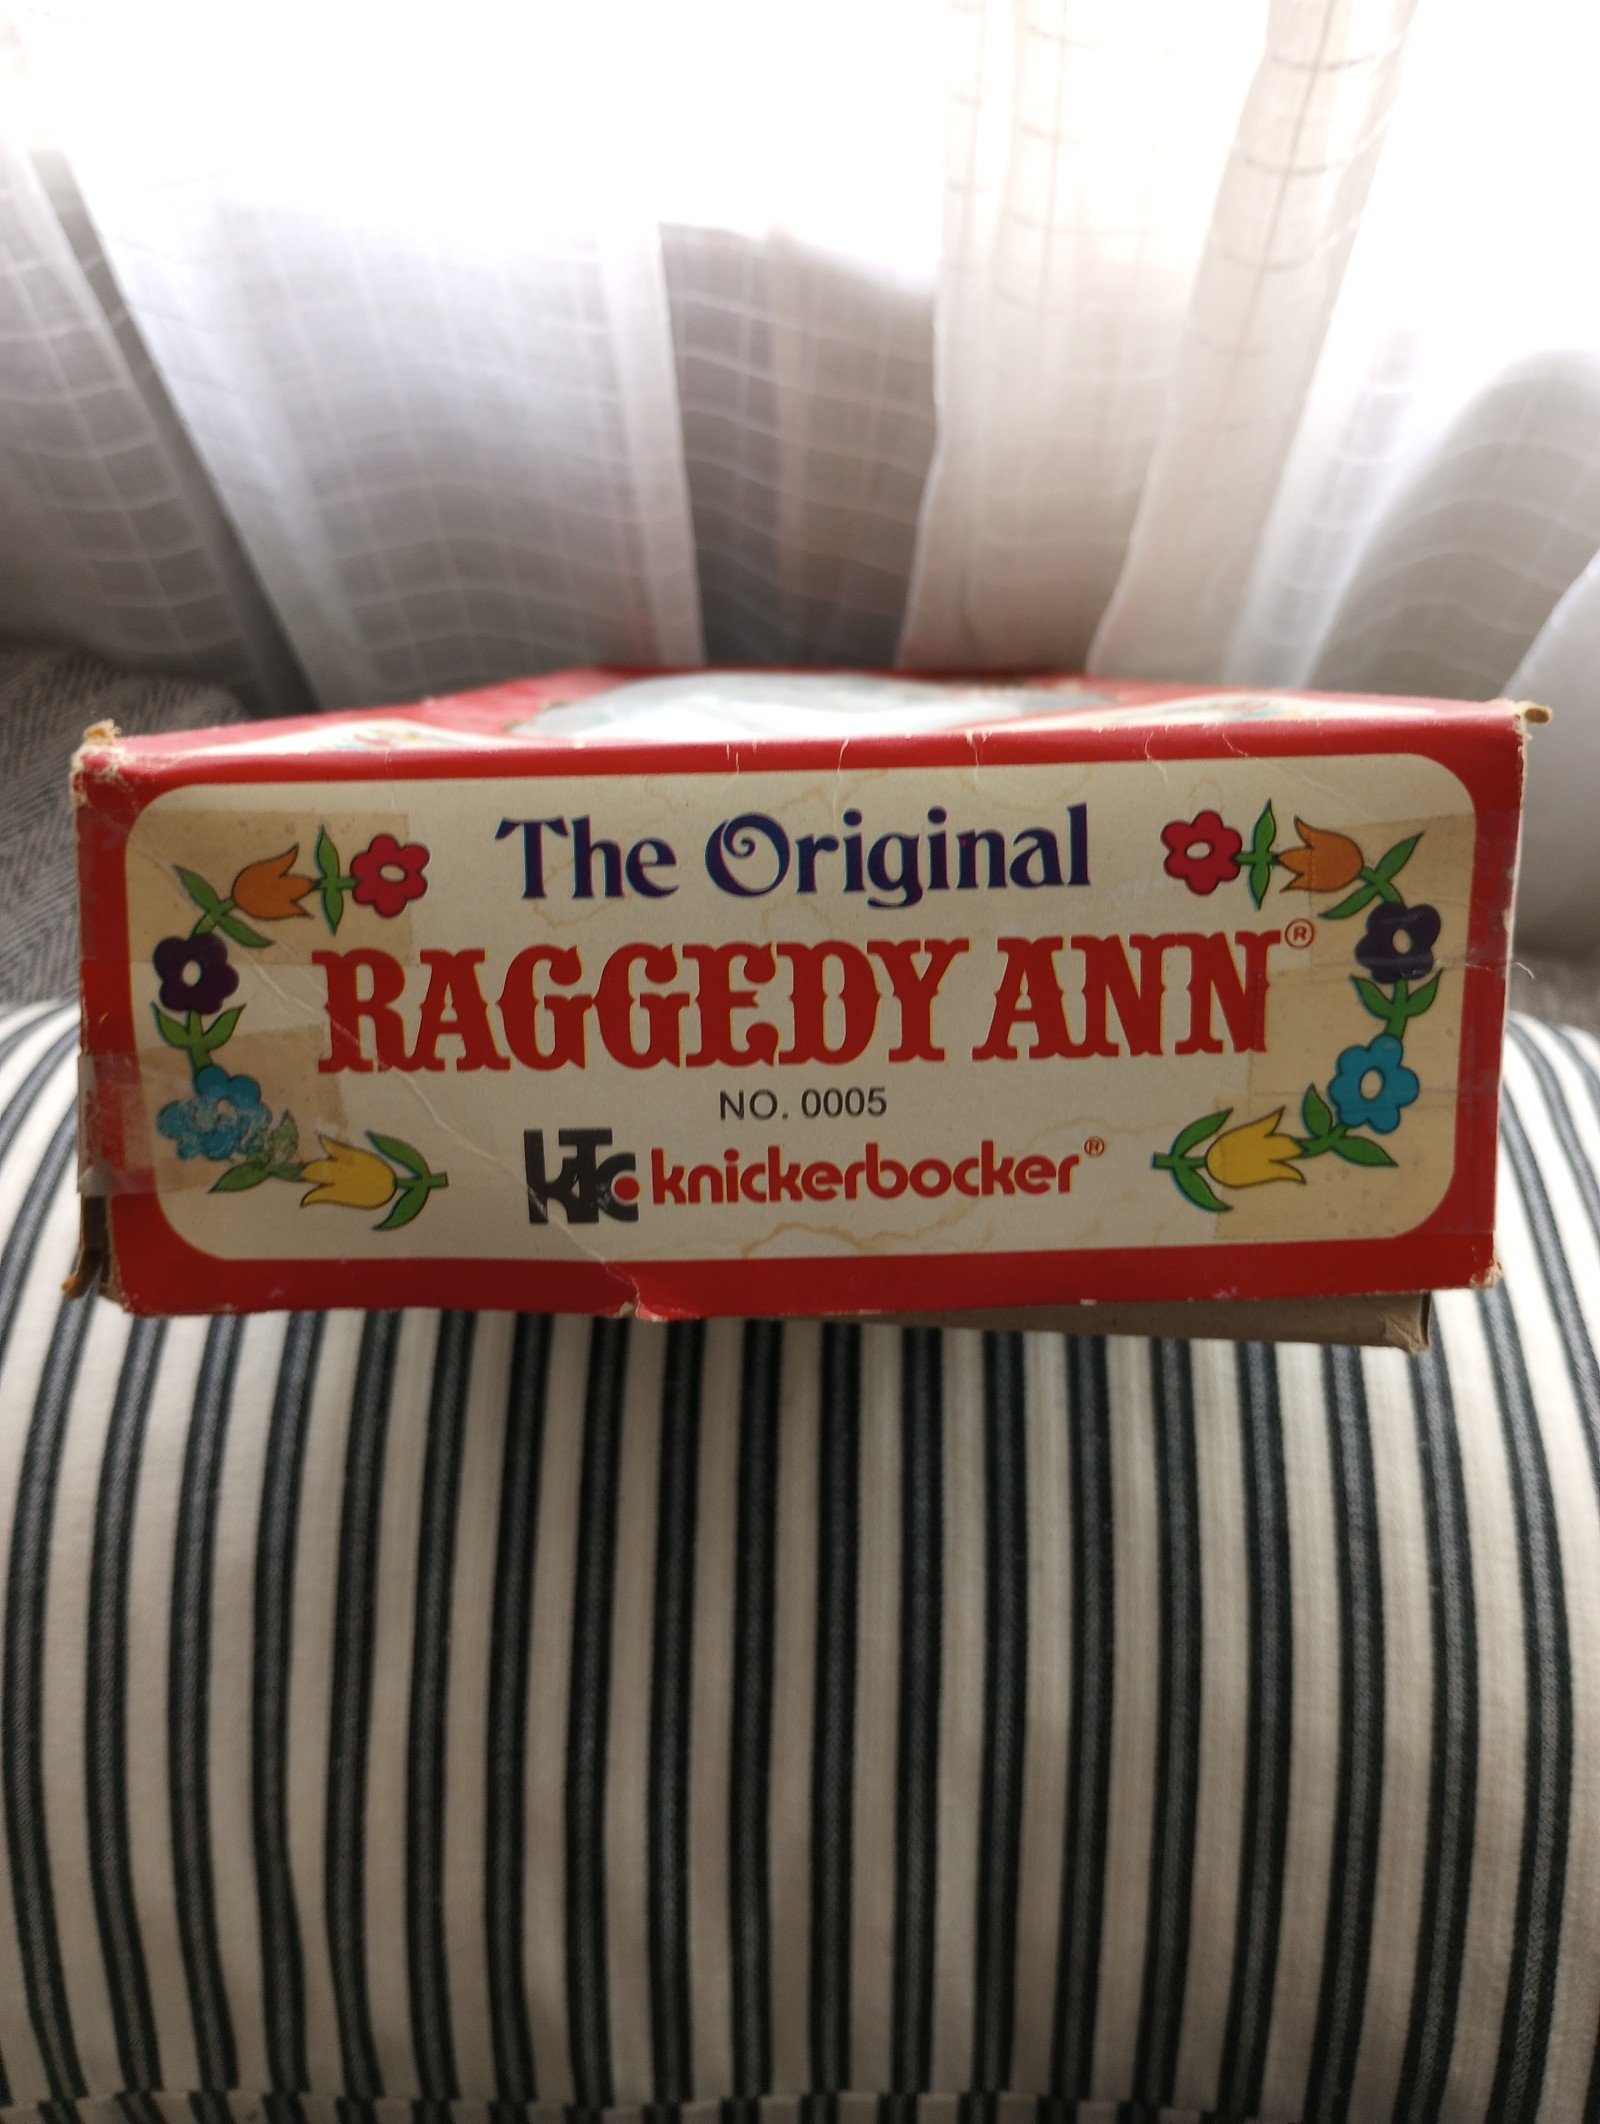 The Original
RAGGEDY ANN®
NO. 0005
KTC knickerbocker®